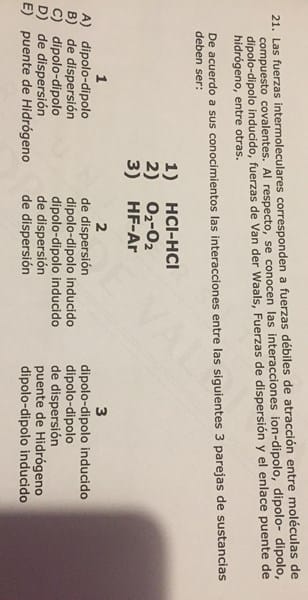 21. Las fuerzas intermoleculares corresponden a fuerzas débiles de atracción entre moléculas de
compuesto covalentes. Al respecto, se conocen las interacciones ion-dipolo, dipolo- dipolo,
dipolo-dipolo inducido, fuerzas de Van der Waals, Fuerzas de dispersión y el enlace puente de
hidrógeno, entre otras.
De acuerdo a sus conocimientos las interacciones entre las siguientes 3 parejas de sustancias
deben ser:
1) HCl-HCl
2) O₂-O₂
3) HF-Ar
1 2 3
A) dipolo-dipolo de dispersión dipolo-dipolo inducido
B) de dispersión dipolo-dipolo inducido dipolo-dipolo
C) dipolo-dipolo dipolo-dipolo inducido de dispersión
D) de dispersión de dispersión puente de Hidrógeno
E) puente de Hidrógeno de dispersión dipolo-dipolo inducido